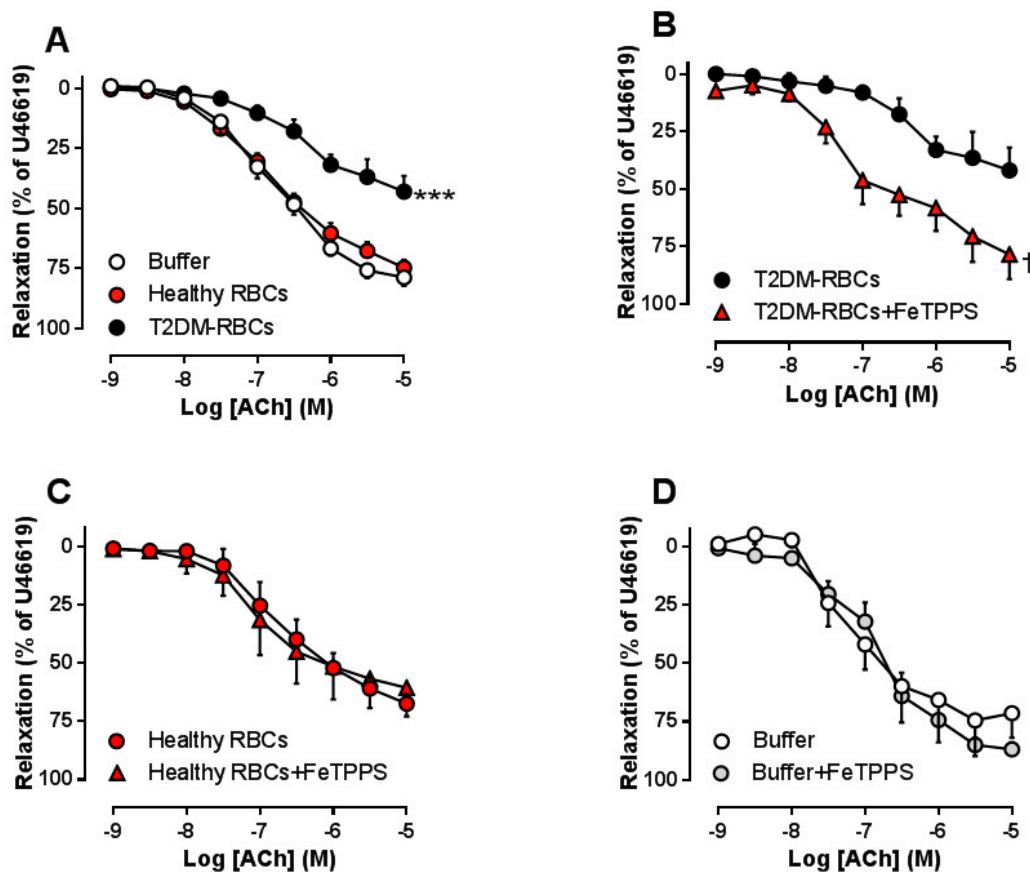 A
Relaxation (% of U46619)
0
25
50
75
100
***
Buffer
Healthy RBCs
T2DM-RBCs
-9 -8 -7 -6 -5
Log [ACh] (M)
B
Relaxation (% of U46619)
0
25
50
75
100
†
T2DM-RBCs
T2DM-RBCs+FeTPPS
-9 -8 -7 -6 -5
Log [ACh] (M)
C
Relaxation (% of U46619)
0
25
50
75
100
Healthy RBCs
Healthy RBCs+FeTPPS
-9 -8 -7 -6 -5
Log [ACh] (M)
D
Relaxation (% of U46619)
0
25
50
75
100
Buffer
Buffer+FeTPPS
-9 -8 -7 -6 -5
Log [ACh] (M)